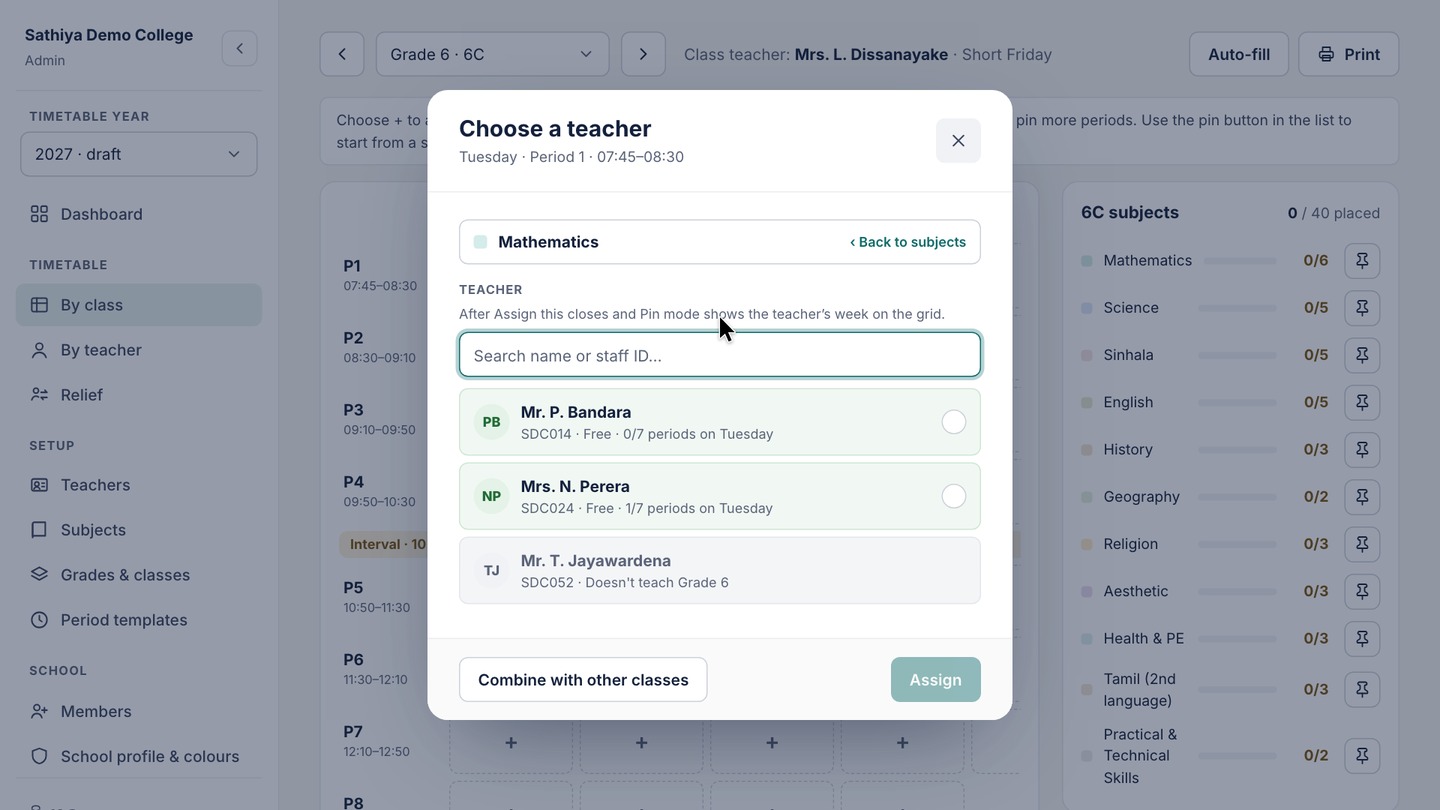 Sathiya Demo College
Admin
TIMETABLE YEAR
2027 · draft
Dashboard
TIMETABLE
By class
By teacher
Relief
SETUP
Teachers
Subjects
Grades & classes
Period templates
SCHOOL
Members
School profile & colours
Grade 6 · 6C
Class teacher: Mrs. L. Dissanayake · Short Friday
Auto-fill
Print
Choose + to
pin more periods. Use the pin button in the list to
start from a
P1
07:45–08:30
P2
08:30–09:10
P3
09:10–09:50
P4
09:50–10:30
Interval · 10
P5
10:50–11:30
P6
11:30–12:10
P7
12:10–12:50
+ + + +
P8
Choose a teacher
Tuesday · Period 1 · 07:45–08:30
Mathematics
‹ Back to subjects
TEACHER
After Assign this closes and Pin mode shows the teacher’s week on the grid.
Search name or staff ID...
PB
Mr. P. Bandara
SDC014 · Free · 0/7 periods on Tuesday
NP
Mrs. N. Perera
SDC024 · Free · 1/7 periods on Tuesday
TJ
Mr. T. Jayawardena
SDC052 · Doesn't teach Grade 6
Combine with other classes
Assign
6C subjects
0 / 40 placed
Mathematics 0/6
Science 0/5
Sinhala 0/5
English 0/5
History 0/3
Geography 0/2
Religion 0/3
Aesthetic 0/3
Health & PE 0/3
Tamil (2nd
language) 0/3
Practical &
Technical 0/2
Skills